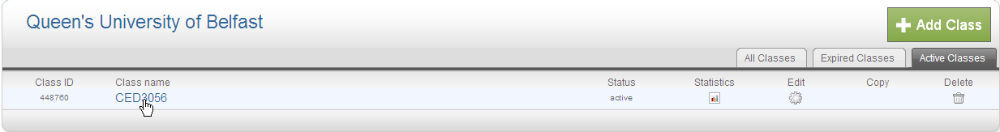 Queen's University of Belfast
Add Class
All Classes Expired Classes Active Classes
Class ID Class name Status Statistics Edit Copy Delete
448760 CED3056 active